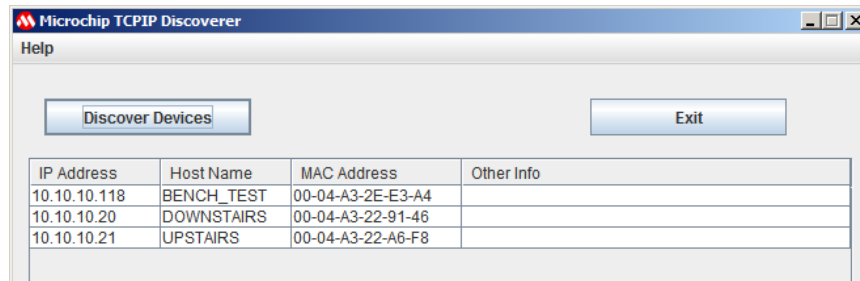 Microchip TCPIP Discoverer
Help
Discover Devices Exit
IP Address Host Name MAC Address Other Info
10.10.10.118 BENCH_TEST 00-04-A3-2E-E3-A4
10.10.10.20 DOWNSTAIRS 00-04-A3-22-91-46
10.10.10.21 UPSTAIRS 00-04-A3-22-A6-F8